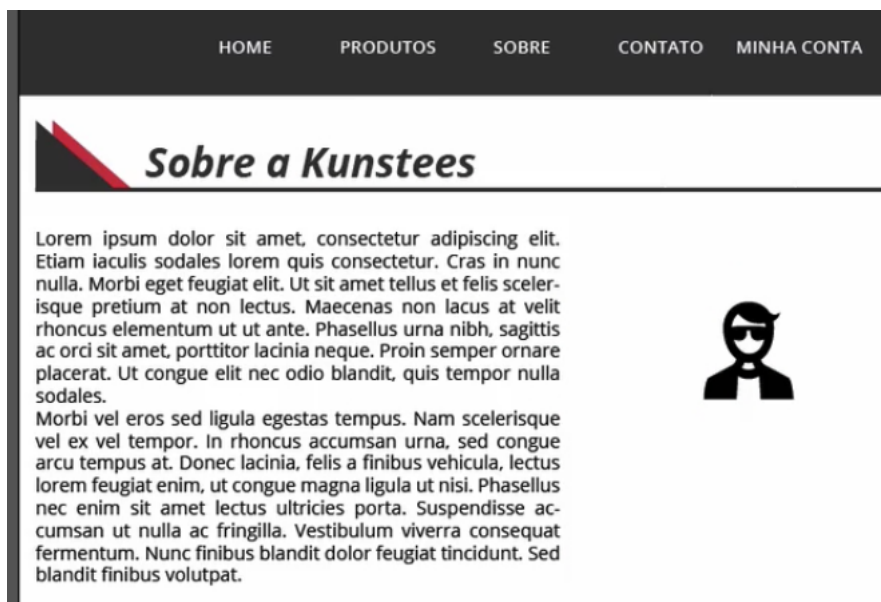 HOME PRODUTOS SOBRE CONTATO MINHA CONTA
Sobre a Kunstees
Lorem ipsum dolor sit amet, consectetur adipiscing elit.
Etiam iaculis sodales lorem quis consectetur. Cras in nunc
nulla. Morbi eget feugiat elit. Ut sit amet tellus et felis sceler-
isque pretium at non lectus. Maecenas non lacus at velit
rhoncus elementum ut ut ante. Phasellus urna nibh, sagittis
ac orci sit amet, porttitor lacinia neque. Proin semper ornare
placerat. Ut congue elit nec odio blandit, quis tempor nulla
sodales.
Morbi vel eros sed ligula egestas tempus. Nam scelerisque
vel ex vel tempor. In rhoncus accumsan urna, sed congue
arcu tempus at. Donec lacinia, felis a finibus vehicula, lectus
lorem feugiat enim, ut congue magna ligula ut nisi. Phasellus
nec enim sit amet lectus ultricies porta. Suspendisse ac-
cumsan ut nulla ac fringilla. Vestibulum viverra consequat
fermentum. Nunc finibus blandit dolor feugiat tincidunt. Sed
blandit finibus volutpat.